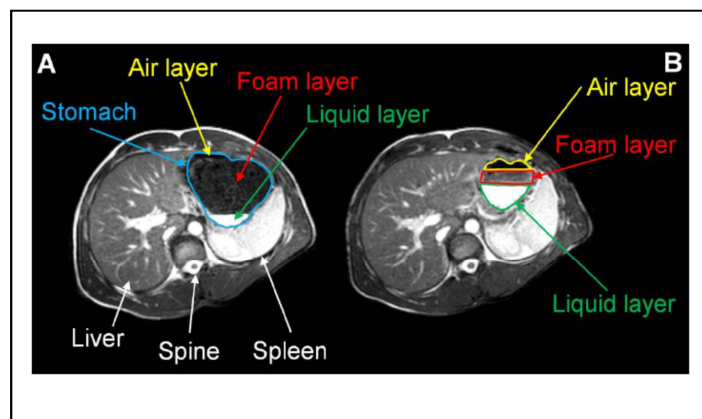 A
B
Air layer
Foam layer
Stomach
Liquid layer
Air layer
Foam layer
Liquid layer
Liver
Spine
Spleen